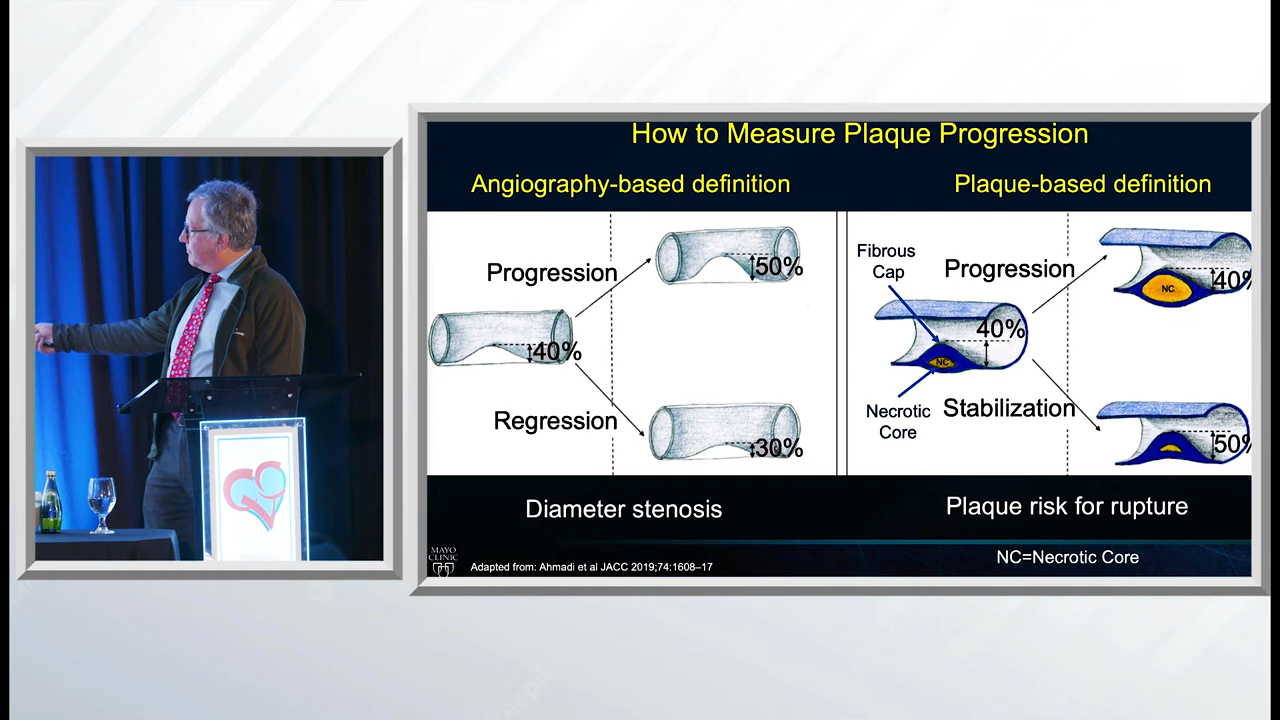 How to Measure Plaque Progression
Angiography-based definition
Plaque-based definition
Progression
50%
40%
Regression
30%
Diameter stenosis
Fibrous
Cap
Progression
NC
40%
40%
NC
Necrotic
Core
Stabilization
50%
Plaque risk for rupture
MAYO
CLINIC
Adapted from: Ahmadi et al JACC 2019;74:1608–17
NC=Necrotic Core